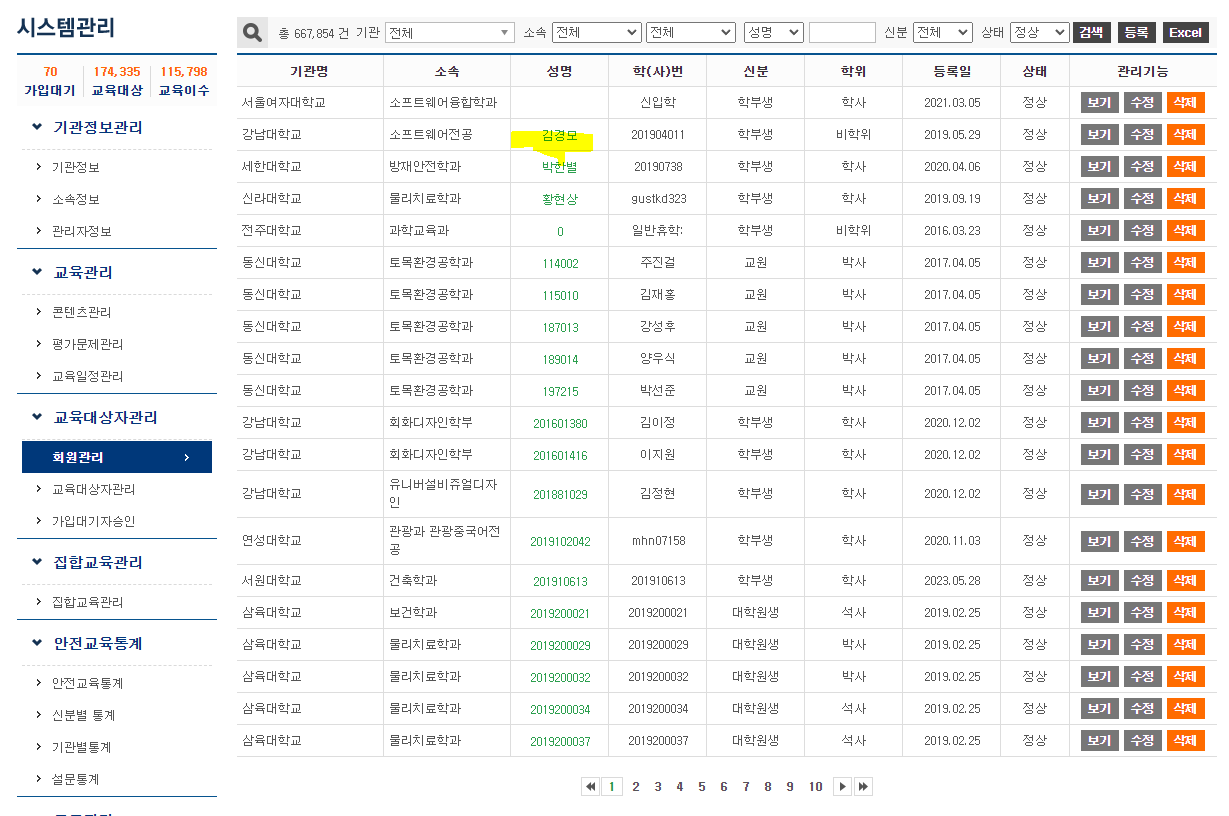 시스템관리
70 174,335 115,798
가입대기 교육대상 교육이수
기관정보관리
기관정보
소속정보
관리자정보
교육관리
콘텐츠관리
평가문제관리
교육일정관리
교육대상자관리
회원관리
교육대상자관리
가입대기자승인
집합교육관리
집합교육관리
안전교육통계
안전교육통계
신분별 통계
기관별통계
설문통계
총 667,854 건 기관 전체 소속 전체 전체 성명 신분 전체 상태 정상 검색 등록 Excel
기관명 소속 성명 학(사)번 신분 학위 등록일 상태 관리기능
서울여자대학교 소프트웨어융합학과 신입학 학부생 학사 2021.03.05 정상 보기 수정 삭제
강남대학교 소프트웨어전공 김경모 201904011 학부생 비학위 2019.05.29 정상 보기 수정 삭제
세한대학교 방재안전학과 박한별 20190738 학부생 학사 2020.04.06 정상 보기 수정 삭제
신라대학교 물리치료학과 황현상 gustkd323 학부생 학사 2019.09.19 정상 보기 수정 삭제
전주대학교 과학교육과 0 일반휴학: 학부생 비학위 2016.03.23 정상 보기 수정 삭제
동신대학교 토목환경공학과 114002 주진걸 교원 박사 2017.04.05 정상 보기 수정 삭제
동신대학교 토목환경공학과 115010 김재홍 교원 박사 2017.04.05 정상 보기 수정 삭제
동신대학교 토목환경공학과 187013 강성후 교원 박사 2017.04.05 정상 보기 수정 삭제
동신대학교 토목환경공학과 189014 양우식 교원 박사 2017.04.05 정상 보기 수정 삭제
동신대학교 토목환경공학과 197215 박선준 교원 박사 2017.04.05 정상 보기 수정 삭제
강남대학교 회화디자인학부 201601380 김이정 학부생 학사 2020.12.02 정상 보기 수정 삭제
강남대학교 회화디자인학부 201601416 이지원 학부생 학사 2020.12.02 정상 보기 수정 삭제
강남대학교 유니버설비쥬얼디자인 201881029 김정현 학부생 학사 2020.12.02 정상 보기 수정 삭제
연성대학교 관광과 관광중국어전공 2019102042 mhn07158 학부생 학사 2020.11.03 정상 보기 수정 삭제
서원대학교 건축학과 201910613 201910613 학부생 학사 2023.05.28 정상 보기 수정 삭제
삼육대학교 보건학과 2019200021 2019200021 대학원생 석사 2019.02.25 정상 보기 수정 삭제
삼육대학교 물리치료학과 2019200029 2019200029 대학원생 박사 2019.02.25 정상 보기 수정 삭제
삼육대학교 물리치료학과 2019200032 2019200032 대학원생 박사 2019.02.25 정상 보기 수정 삭제
삼육대학교 물리치료학과 2019200034 2019200034 대학원생 석사 2019.02.25 정상 보기 수정 삭제
삼육대학교 물리치료학과 2019200037 2019200037 대학원생 석사 2019.02.25 정상 보기 수정 삭제
1 2 3 4 5 6 7 8 9 10